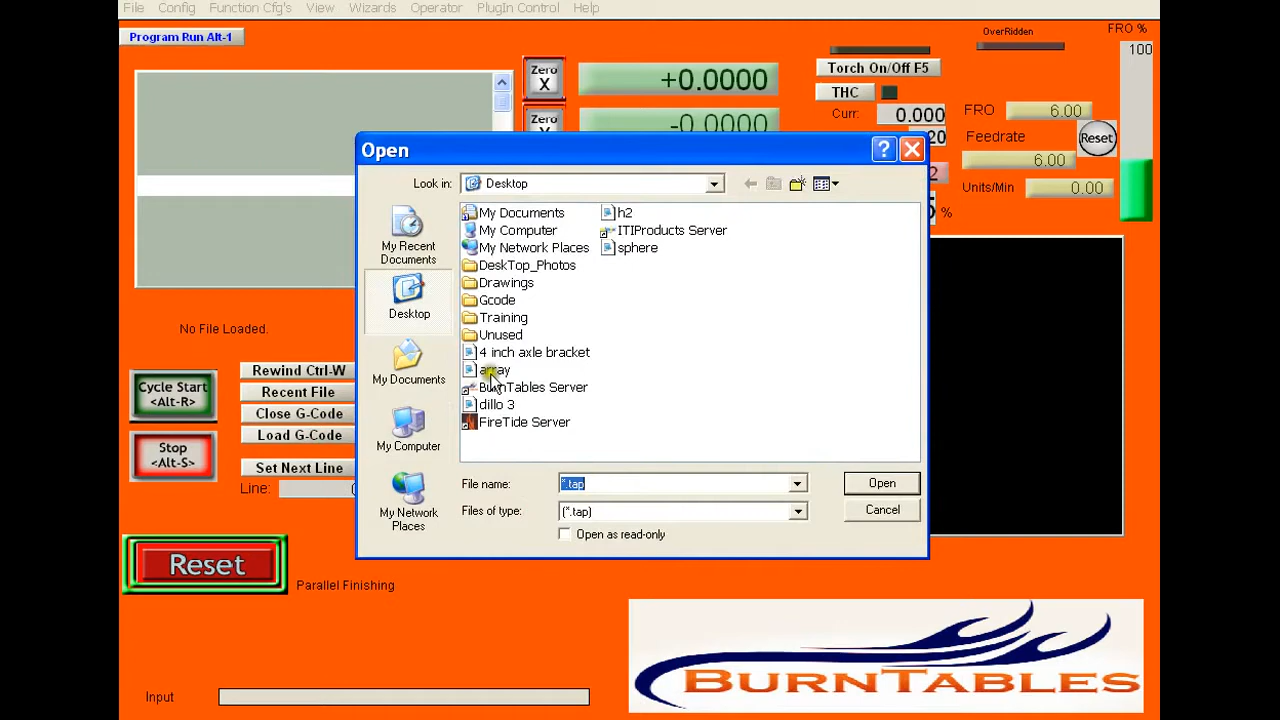 File Config Function Cfg's View Wizards Operator PlugIn Control Help
Program Run Alt-1
OverRidden
FRO %
100
Zero
X
+0.0000
Torch On/Off F5
THC
Zero
-0.0000
Curr:
0.000
FRO
6.00
20
Feedrate
Reset
6.00
2
Units/Min
0.00
%
Open
Look in:
Desktop
My Recent
Documents
Desktop
My Documents
My Computer
My Network
Places
My Documents
My Computer
My Network Places
DeskTop_Photos
Drawings
Gcode
Training
Unused
4 inch axle bracket
array
BurnTables Server
dillo 3
FireTide Server
h2
ITIProducts Server
sphere
File name:
*.tap
Open
Files of type:
(*.tap)
Cancel
Open as read-only
No File Loaded.
Cycle Start
<Alt-R>
Stop
<Alt-S>
Rewind Ctrl-W
Recent File
Close G-Code
Load G-Code
Set Next Line
Line:
Reset
Parallel Finishing
Input
BURNTABLES